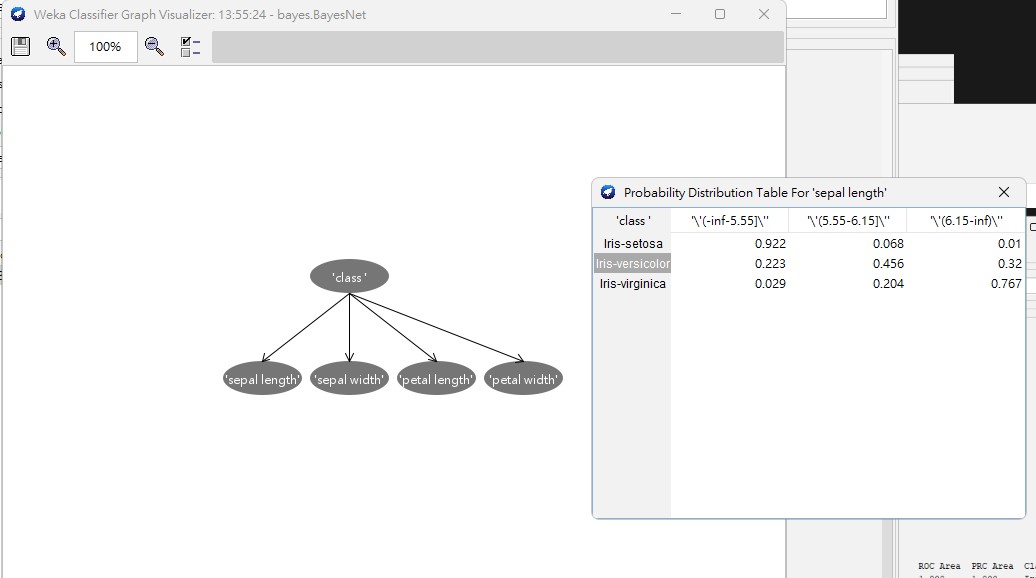 Weka Classifier Graph Visualizer: 13:55:24 - bayes.BayesNet
100%
'class '
'sepal length' 'sepal width' 'petal length' 'petal width'
Probability Distribution Table For 'sepal length'
'class ' '\'(-inf-5.55]\'' '\'(5.55-6.15]\'' '\'(6.15-inf)\''
Iris-setosa 0.922 0.068 0.01
Iris-versicolor 0.223 0.456 0.32
Iris-virginica 0.029 0.204 0.767
ROC Area PRC Area